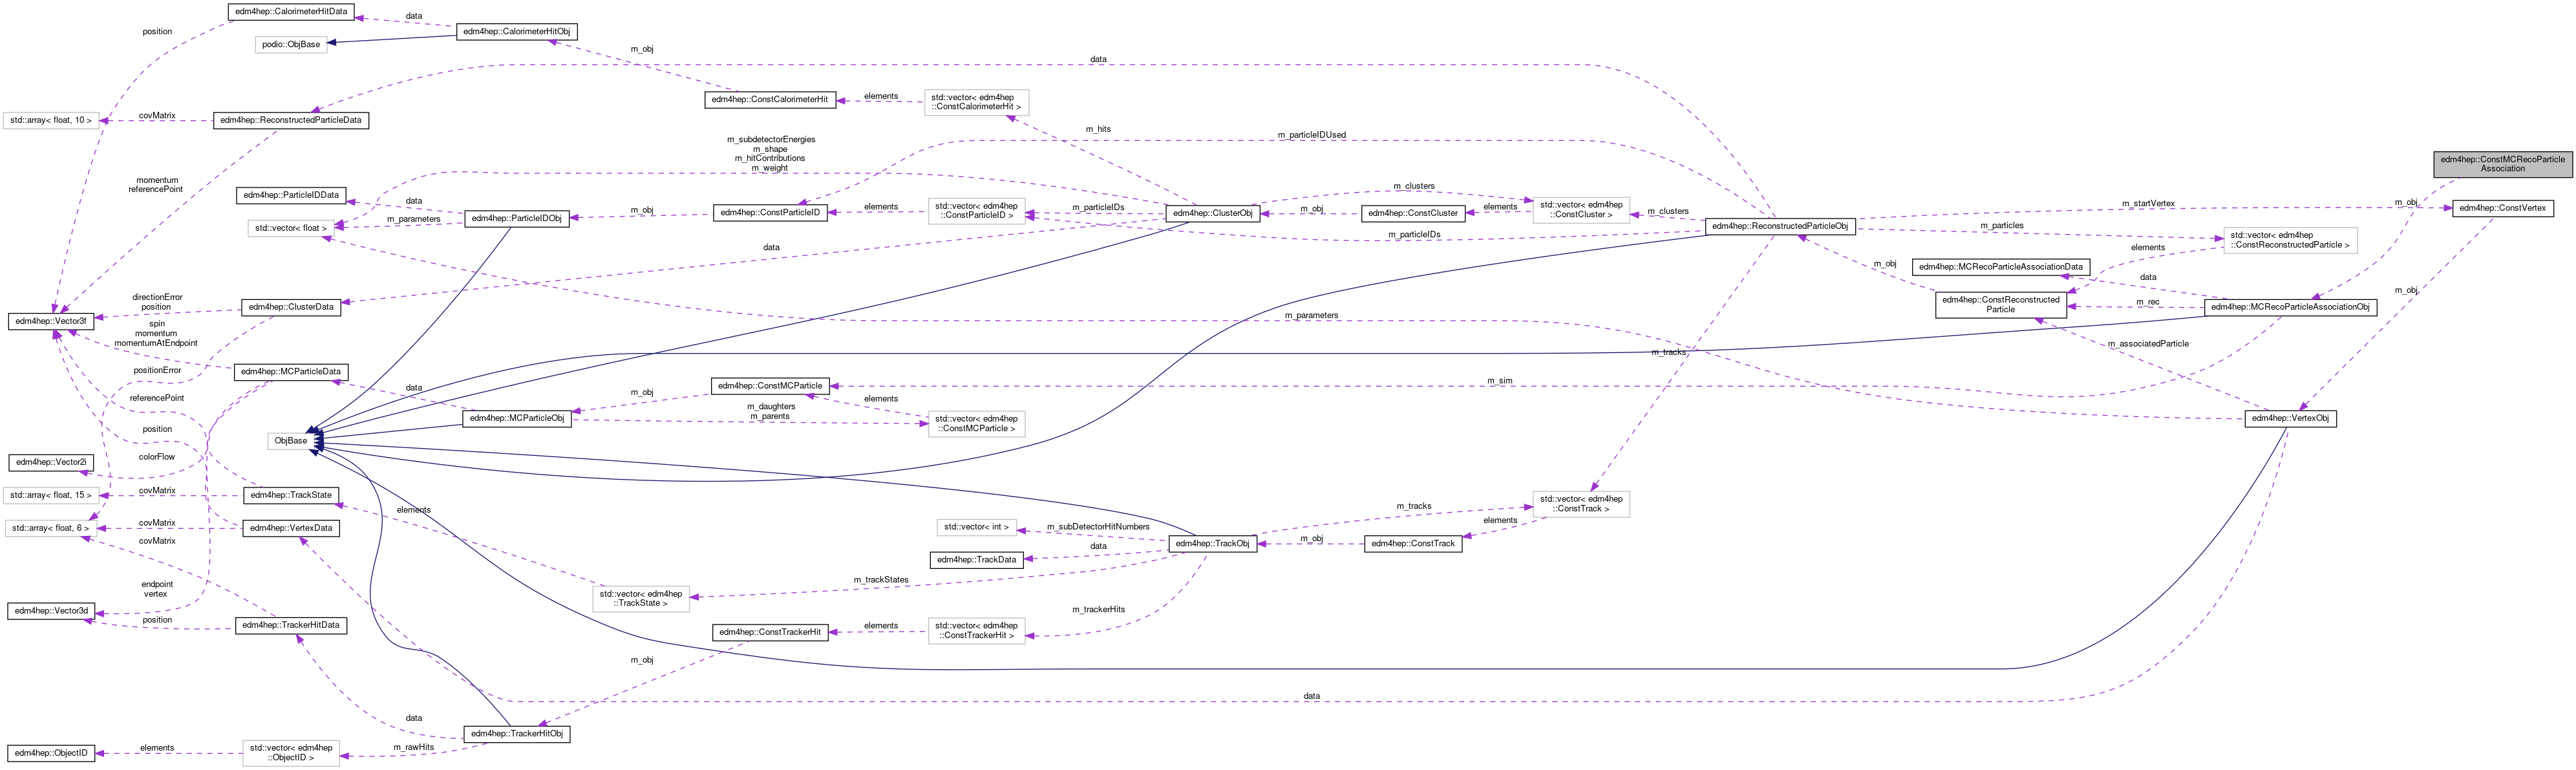 edm4hep::CalorimeterHitData
data
edm4hep::CalorimeterHitObj
position
podio::ObjBase
m_obj
data
edm4hep::ConstCalorimeterHit
elements
std::vector< edm4hep
::ConstCalorimeterHit >
std::array< float, 10 >
covMatrix
edm4hep::ReconstructedParticleData
m_hits
m_particleIDUsed
m_subdetectorEnergies
m_shape
m_hitContributions
m_weight
edm4hep::ConstMCRecoParticle
Association
momentum
referencePoint
edm4hep::ParticleIDData
data
m_parameters
std::vector< float >
edm4hep::ParticleIDObj
m_obj
edm4hep::ConstParticleID
elements
std::vector< edm4hep
::ConstParticleID >
m_particleIDs
edm4hep::ClusterObj
m_clusters
m_obj
edm4hep::ConstCluster
elements
std::vector< edm4hep
::ConstCluster >
m_clusters
m_particleIDs
edm4hep::ReconstructedParticleObj
m_startVertex
m_obj
edm4hep::ConstVertex
m_particles
std::vector< edm4hep
::ConstReconstructedParticle >
elements
data
m_obj
edm4hep::MCRecoParticleAssociationData
data
m_obj
edm4hep::ConstReconstructed
Particle
m_rec
edm4hep::MCRecoParticleAssociationObj
directionError
position
edm4hep::ClusterData
edm4hep::Vector3f
spin
momentum
momentumAtEndpoint
m_parameters
m_associatedParticle
m_tracks
positionError
edm4hep::MCParticleData
data
m_obj
edm4hep::ConstMCParticle
m_sim
referencePoint
elements
m_daughters
m_parents
edm4hep::MCParticleObj
std::vector< edm4hep
::ConstMCParticle >
edm4hep::VertexObj
position
ObjBase
colorFlow
edm4hep::Vector2i
std::array< float, 15 >
covMatrix
edm4hep::TrackState
elements
std::vector< edm4hep
::ConstTrack >
m_tracks
std::array< float, 6 >
covMatrix
edm4hep::VertexData
covMatrix
std::vector< int >
m_subDetectorHitNumbers
elements
data
edm4hep::TrackObj
m_obj
edm4hep::ConstTrack
edm4hep::TrackData
m_trackStates
endpoint
vertex
std::vector< edm4hep
::TrackState >
edm4hep::Vector3d
position
edm4hep::TrackerHitData
m_trackerHits
edm4hep::ConstTrackerHit
elements
std::vector< edm4hep
::ConstTrackerHit >
m_obj
data
data
edm4hep::TrackerHitObj
edm4hep::ObjectID
elements
std::vector< edm4hep
::ObjectID >
m_rawHits